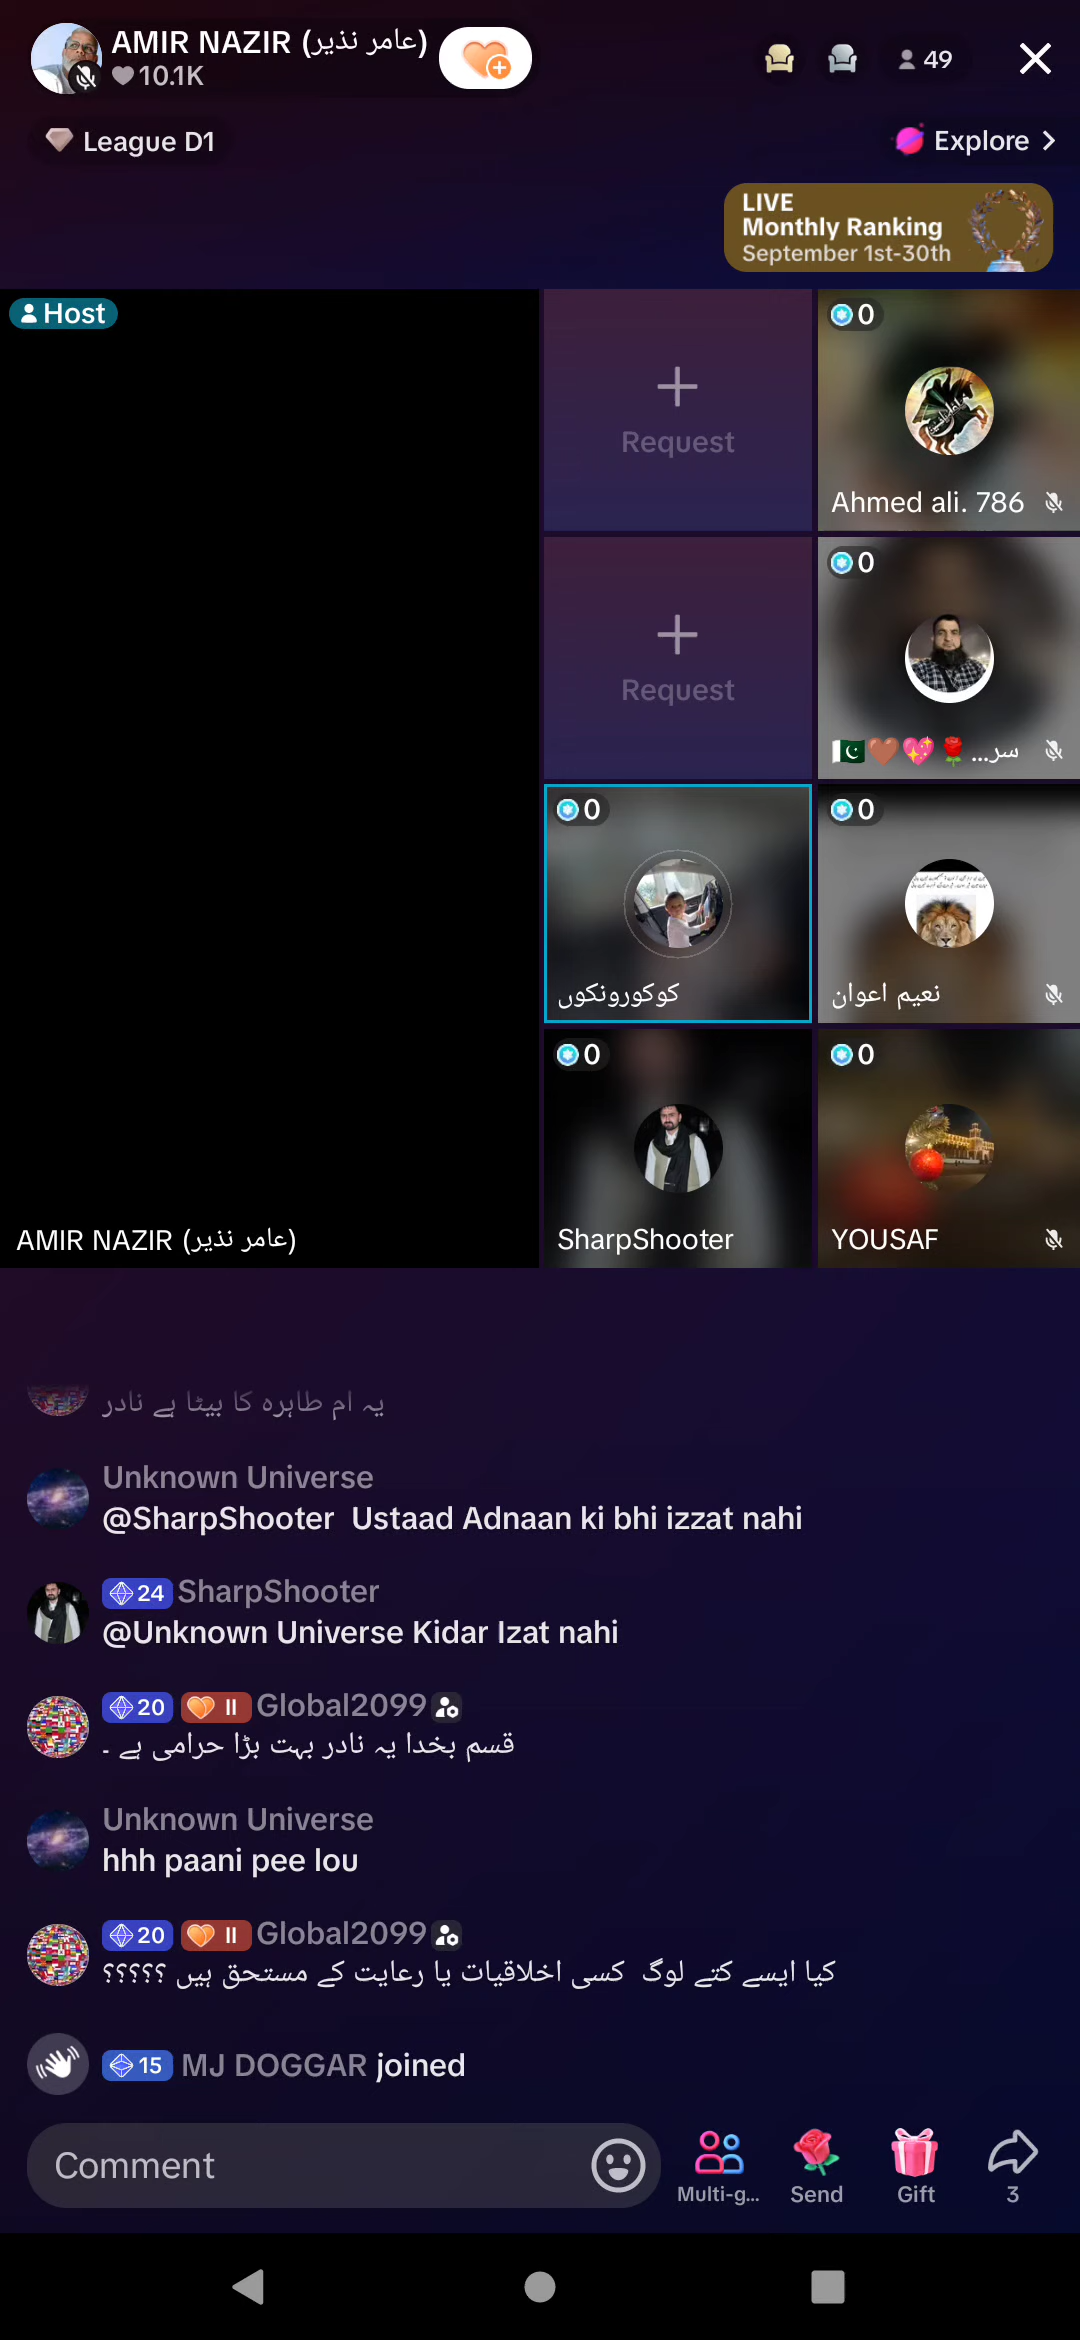 AMIR NAZIR (عامر نذیر)
10.1K
49
League D1
Explore
LIVE
Monthly Ranking
September 1st-30th
Host
AMIR NAZIR (عامر نذیر)
Request
0
Ahmed ali. 786
Request
0
🇵🇰🤎💖🌹...سر
0
کوکورونکوں
0
نعیم اعوان
0
SharpShooter
0
YOUSAF
یہ ام طاہرہ کا بیٹا ہے نادر
Unknown Universe
@SharpShooter Ustaad Adnaan ki bhi izzat nahi
24 SharpShooter
@Unknown Universe Kidar Izat nahi
20 II Global2099
قسم بخدا یہ نادر بہت بڑا حرامی ہے ۔
Unknown Universe
hhh paani pee lou
20 II Global2099
کیا ایسے کتے لوگ کسی اخلاقیات یا رعایت کے مستحق ہیں ؟؟؟؟؟
15 MJ DOGGAR joined
Comment
Multi-g...
Send
Gift
3